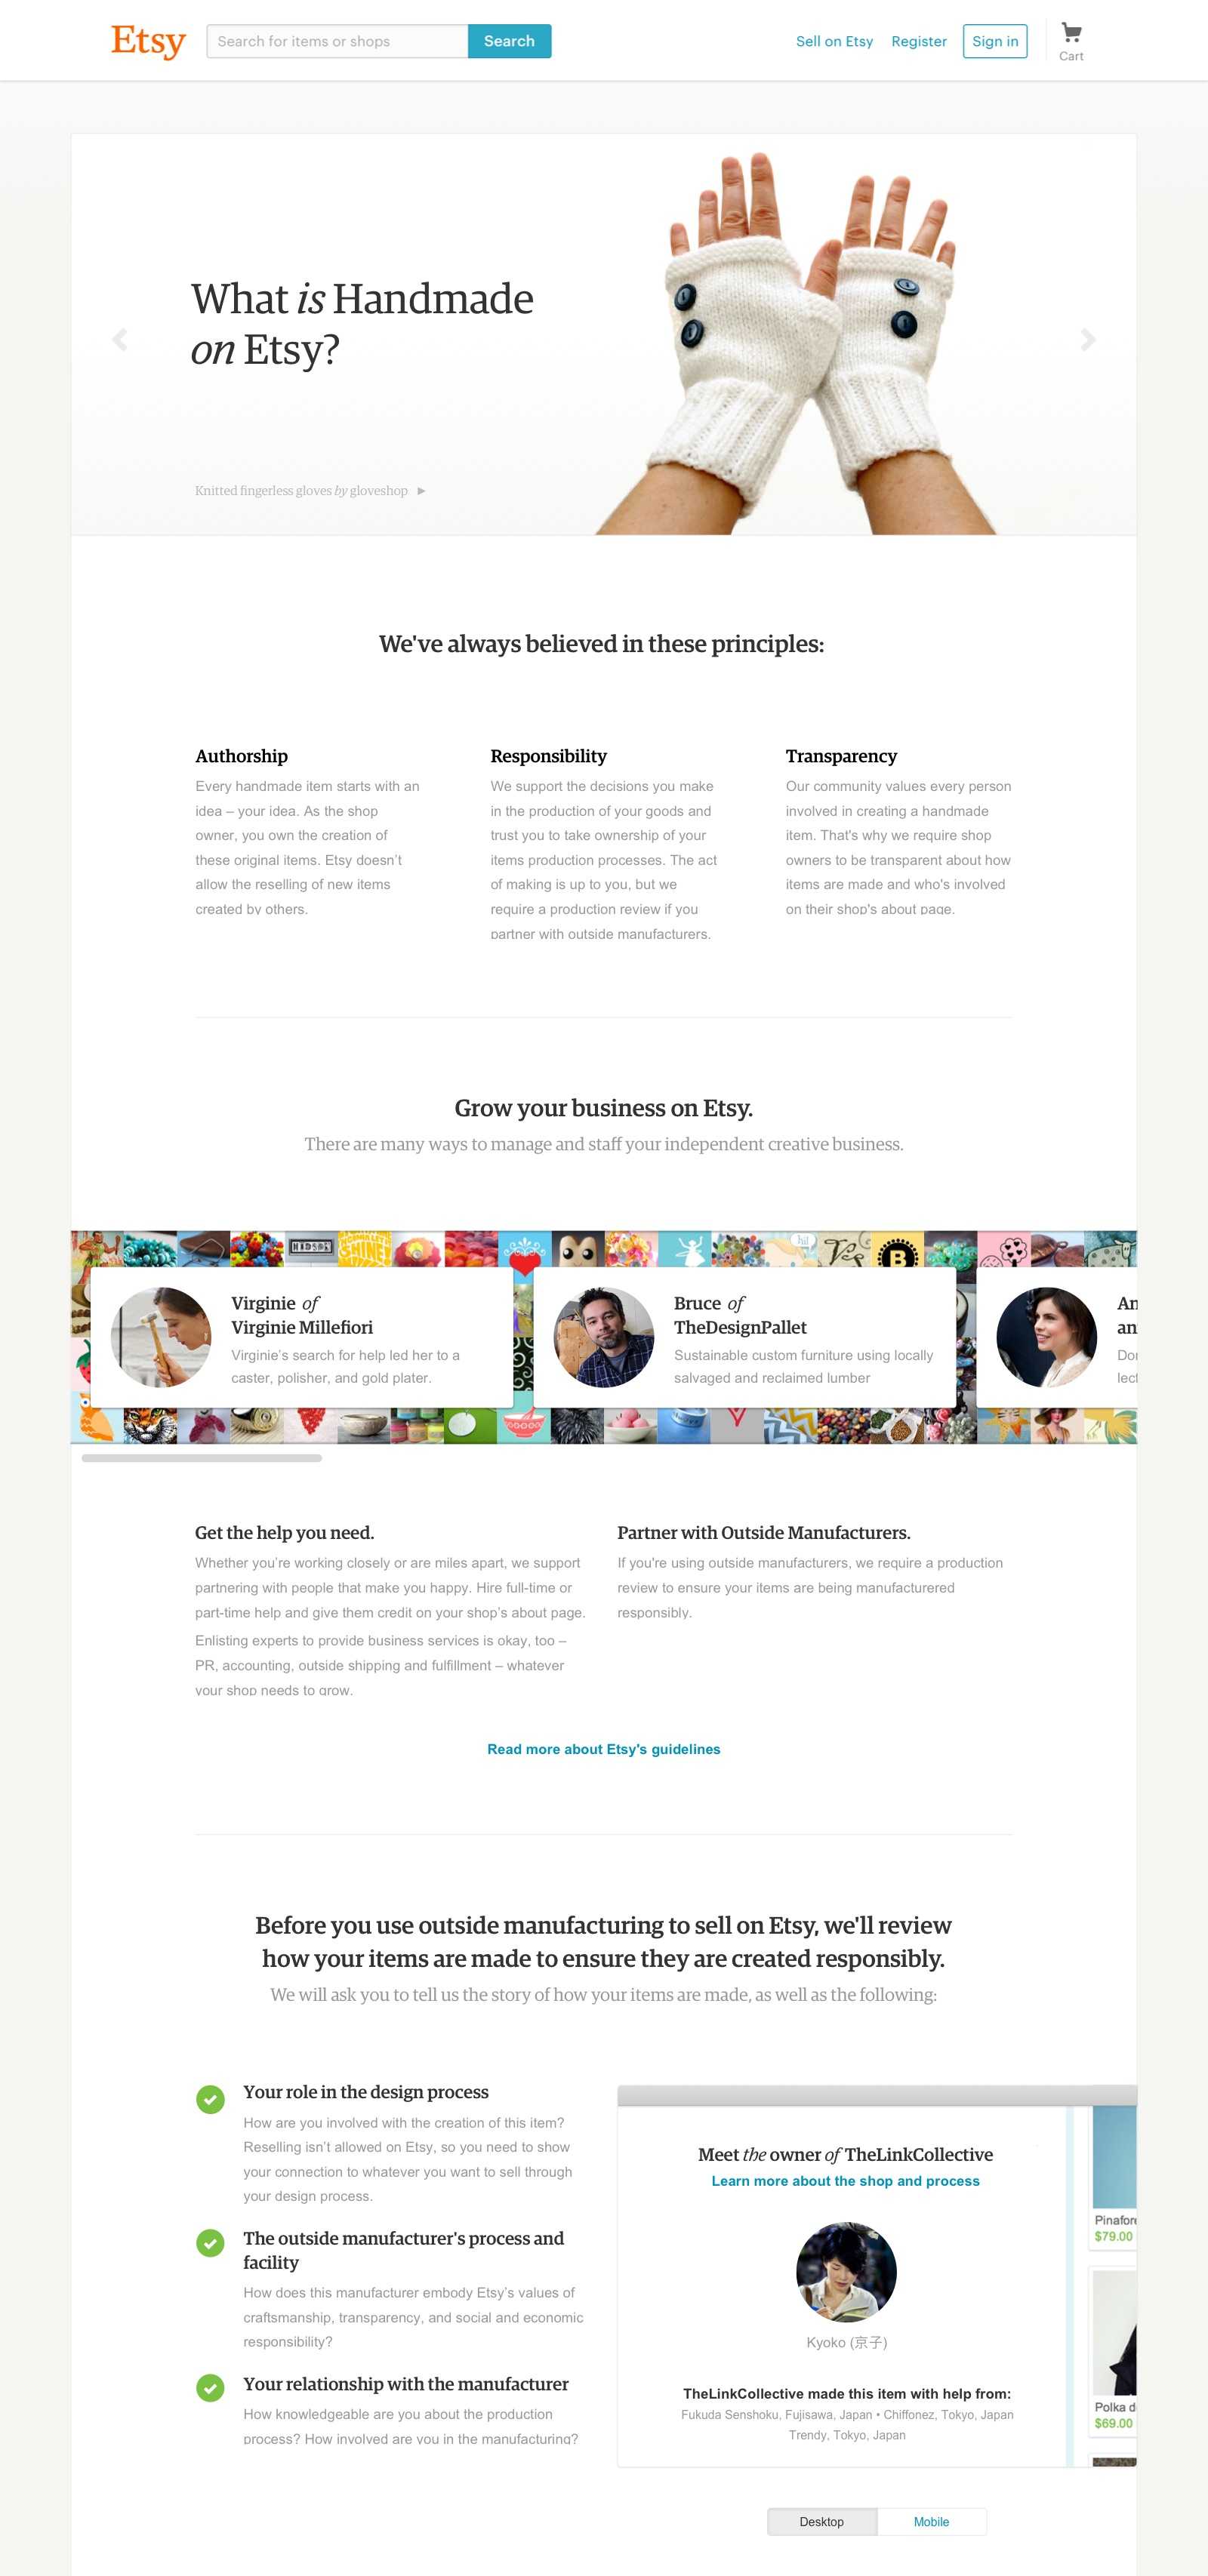 Etsy
Search for items or shops
Search
Sell on Etsy
Register
Sign in
Cart
What is Handmade
on Etsy?
Knitted fingerless gloves by gloveshop
We've always believed in these principles:
Authorship
Every handmade item starts with an
idea – your idea. As the shop
owner, you own the creation of
these original items. Etsy doesn't
allow the reselling of new items
created by others.
Responsibility
We support the decisions you make
in the production of your goods and
trust you to take ownership of your
items production processes. The act
of making is up to you, but we
require a production review if you
partner with outside manufacturers.
Transparency
Our community values every person
involved in creating a handmade
item. That's why we require shop
owners to be transparent about how
items are made and who's involved
on their shop's about page.
Grow your business on Etsy.
There are many ways to manage and staff your independent creative business.
hi!
B
Virginie of
Virginie Millefiori
Virginie's search for help led her to a
caster, polisher, and gold plater.
Bruce of
TheDesignPallet
Sustainable custom furniture using locally
salvaged and reclaimed lumber
An
an
Get the help you need.
Whether you're working closely or are miles apart, we support
partnering with people that make you happy. Hire full-time or
part-time help and give them credit on your shop's about page.
Enlisting experts to provide business services is okay, too –
PR, accounting, outside shipping and fulfillment – whatever
your shop needs to grow.
Partner with Outside Manufacturers.
If you're using outside manufacturers, we require a production
review to ensure your items are being manufacturered
responsibly.
Read more about Etsy's guidelines
Before you use outside manufacturing to sell on Etsy, we'll review
how your items are made to ensure they are created responsibly.
We will ask you to tell us the story of how your items are made, as well as the following:
Your role in the design process
How are you involved with the creation of this item?
Reselling isn't allowed on Etsy, so you need to show
your connection to whatever you want to sell through
your design process.
The outside manufacturer's process and
facility
How does this manufacturer embody Etsy's values of
craftsmanship, transparency, and social and economic
responsibility?
Your relationship with the manufacturer
How knowledgeable are you about the production
process? How involved are you in the manufacturing?
Meet the owner of TheLinkCollective
Learn more about the shop and process
Kyoko (京子)
TheLinkCollective made this item with help from:
Fukuda Senshoku, Fujisawa, Japan • Chiffonez, Tokyo, Japan
Trendy, Tokyo, Japan
Pinafor
$79.00
Polka d
$69.00
Desktop
Mobile